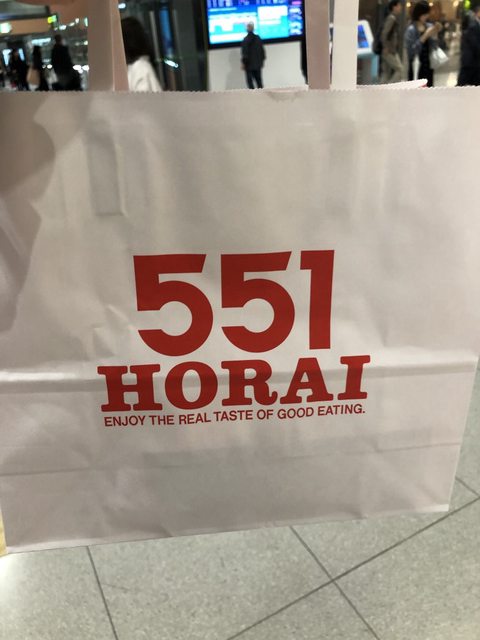 551
HORAI
ENJOY THE REAL TASTE OF GOOD EATING.